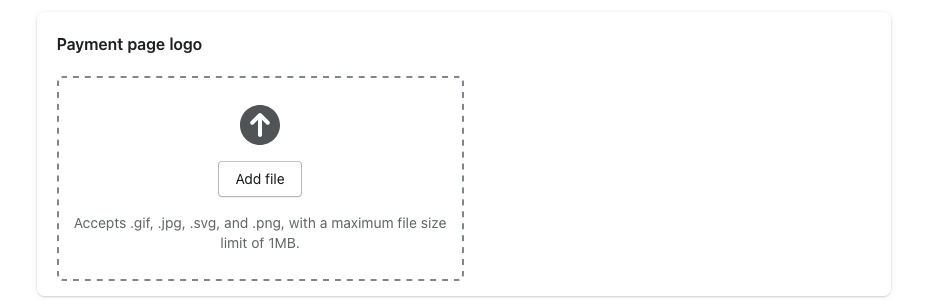 Payment page logo
Add file
Accepts .gif, .jpg, .svg, and .png, with a maximum file size
limit of 1MB.